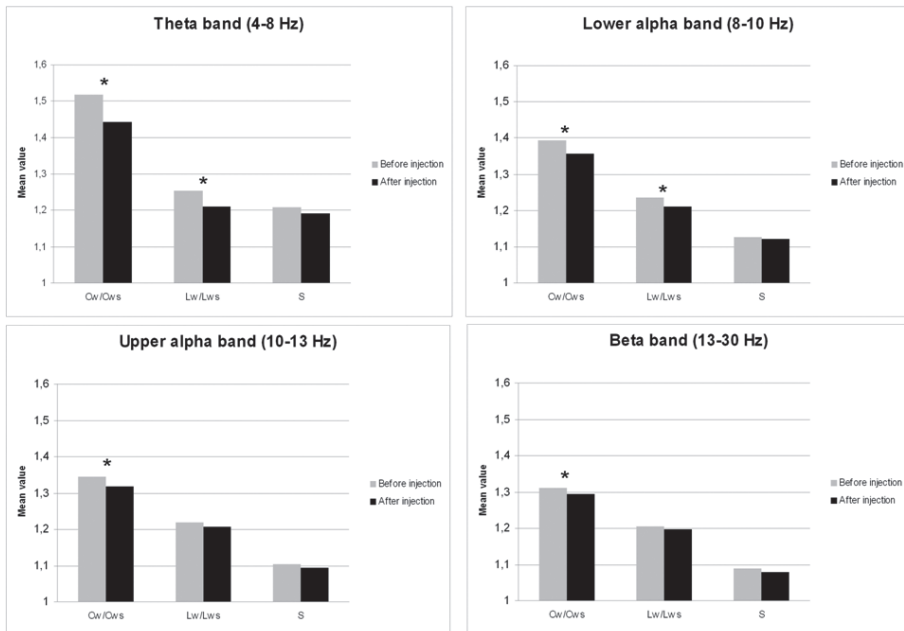 Theta band (4-8 Hz)
1,6
1,5
1,4
1,3
1,2
1,1
1
Mean value
*
*
Cw/Cws
Lw/Lws
S
Before injection
After injection
Lower alpha band (8-10 Hz)
1,6
1,5
1,4
1,3
1,2
1,1
1
Mean value
*
*
Cw/Cws
Lw/Lws
S
Before injection
After injection
Upper alpha band (10-13 Hz)
1,6
1,5
1,4
1,3
1,2
1,1
1
Mean value
*
Cw/Cws
Lw/Lws
S
Before injection
After injection
Beta band (13-30 Hz)
1,6
1,5
1,4
1,3
1,2
1,1
1
Mean value
*
Cw/Cws
Lw/Lws
S
Before injection
After injection